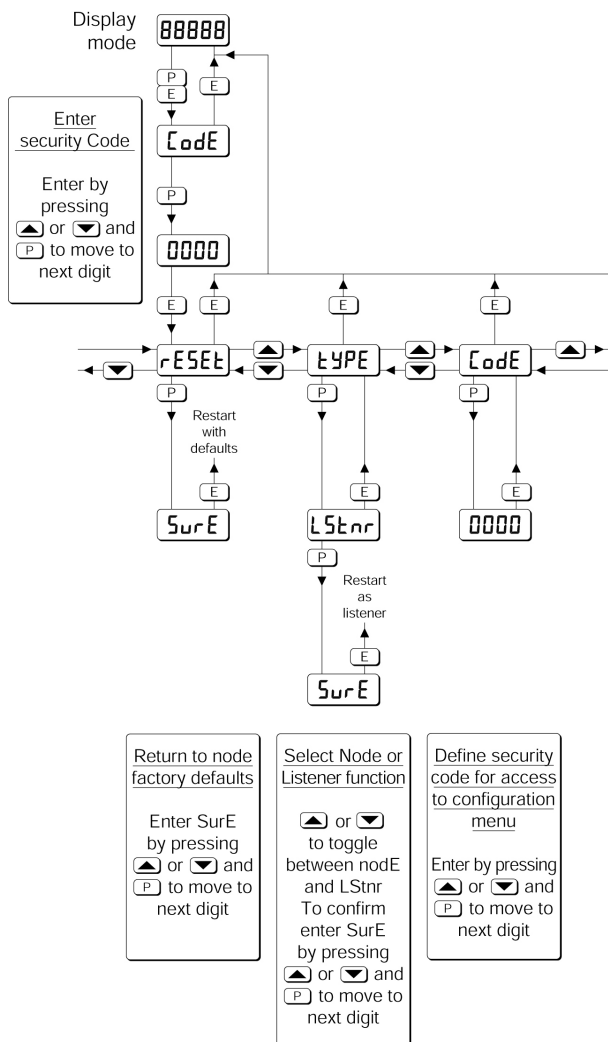 Display
mode
88888
P
E
E
Enter
security Code
Enter by
pressing
or and
P to move to
next digit
CodE
P
0000
E E E E
rESEt tYPE CodE
P P P
Restart
with
defaults
E E E
SurE LStnr 0000
P
Restart
as
listener
E
SurE
Return to node
factory defaults
Enter SurE
by pressing
or and
P to move to
next digit
Select Node or
Listener function
or
to toggle
between nodE
and LStnr
To confirm
enter SurE
by pressing
or and
P to move to
next digit
Define security
code for access
to configuration
menu
Enter by pressing
or and
P to move to
next digit